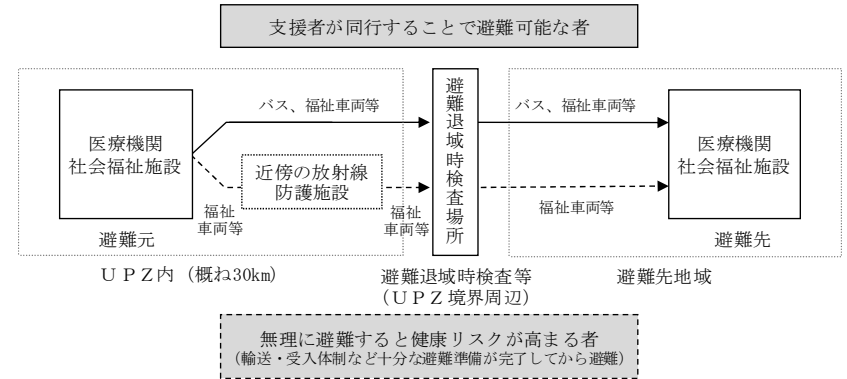 支援者が同行することで避難可能な者
医療機関
社会福祉施設
避難元
バス、福祉車両等
近傍の放射線
防護施設
福祉
車両等
福祉
車両等
避難退域時検査場所
バス、福祉車両等
福祉車両等
医療機関
社会福祉施設
避難先
ＵＰＺ内（概ね30km）
避難退域時検査等
（ＵＰＺ境界周辺）
避難先地域
無理に避難すると健康リスクが高まる者
（輸送・受入体制など十分な避難準備が完了してから避難）